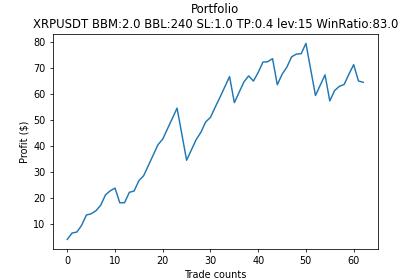 Portfolio
XRPUSDT BBM:2.0 BBL:240 SL:1.0 TP:0.4 lev:15 WinRatio:83.0
80
70
60
50
40
30
20
10
Profit ($)
0 10 20 30 40 50 60
Trade counts